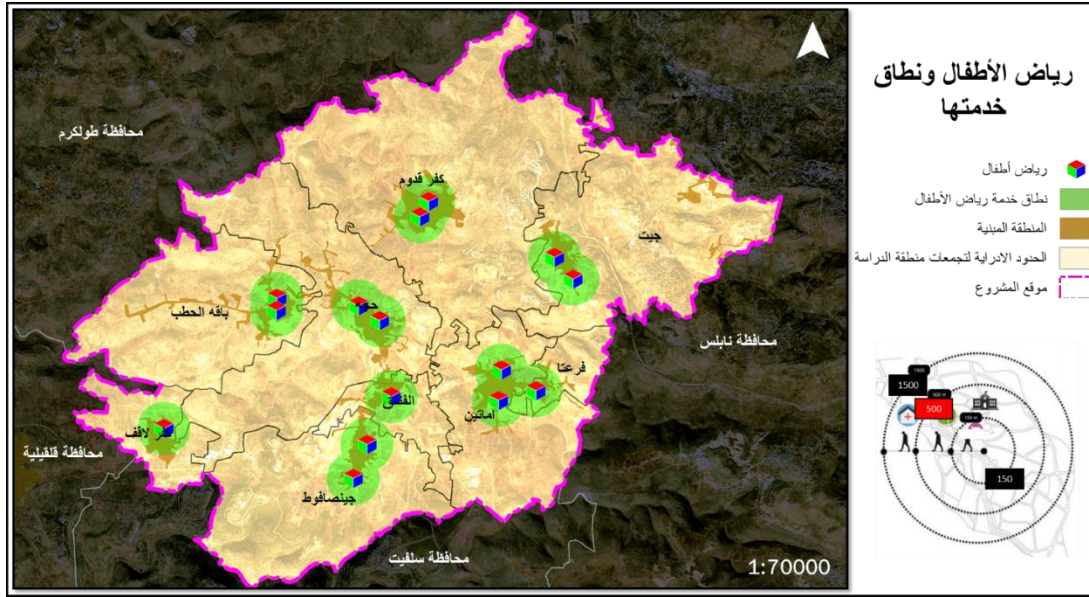 رياض الأطفال ونطاق
خدمتها
رياض أطفال
نطاق خدمة رياض الأطفال
المنطقة المبنية
الحدود الادراية لتجمعات منطقة الدراسة
موقع المشروع
محافظة طولكرم
كفر قدوم
جيت
باقه الحطب
محافظة نابلس
فرعتا
اماتين
الفندق
لاقف
محافظة قلقيلية
جينصافوط
محافظة سلفيت
1:70000
1500
500
150